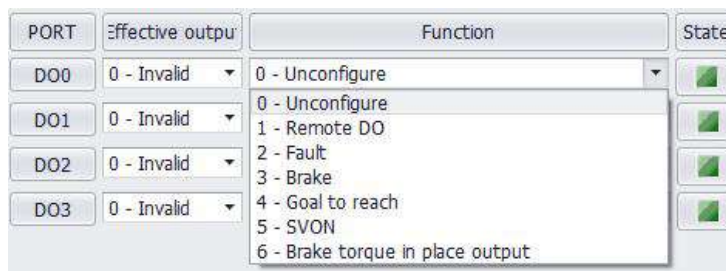 PORT Effective outpu Function State
DO0 0 - Invalid 0 - Unconfigure
0 - Unconfigure
DO1 0 - Invalid 1 - Remote DO
2 - Fault
DO2 0 - Invalid 3 - Brake
4 - Goal to reach
DO3 0 - Invalid 5 - SVON
6 - Brake torque in place output